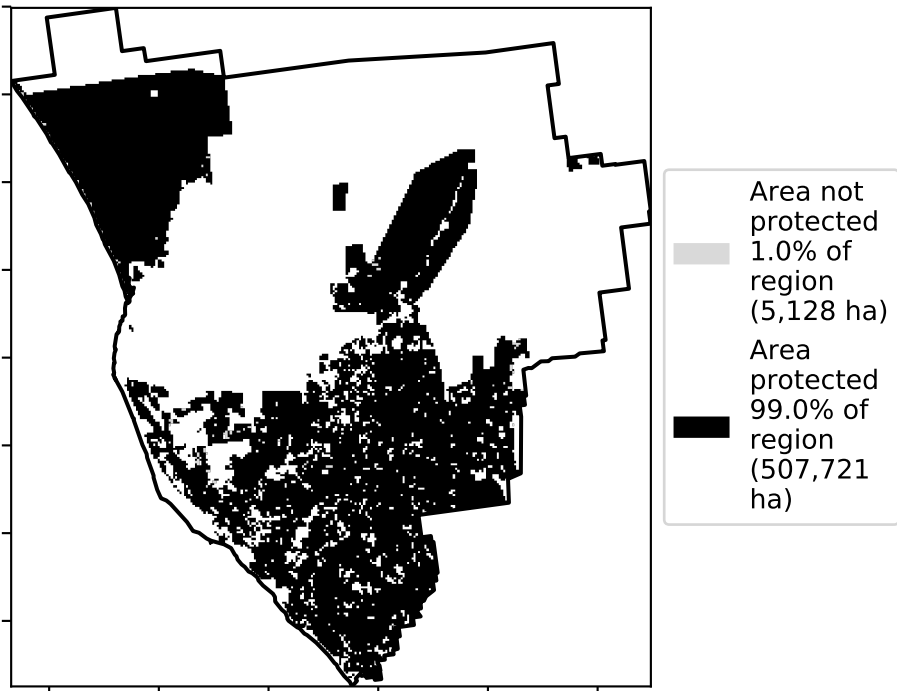 Area not
protected
1.0% of
region
(5,128 ha)
Area
protected
99.0% of
region
(507,721
ha)